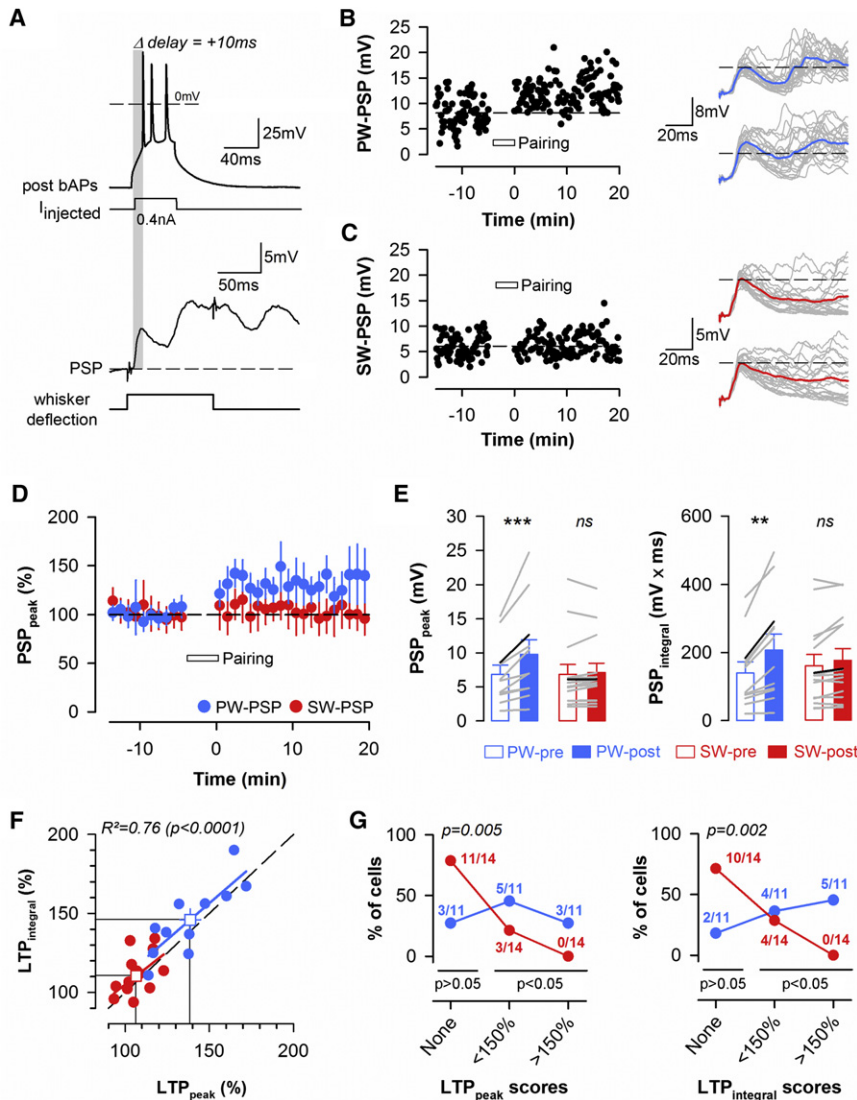 A
Δ delay = +10ms
0mV
25mV
40ms
post bAPs
Iinjected
0.4nA
5mV
50ms
PSP
whisker
deflection
B
PW-PSP (mV)
25
20
15
10
5
0
Pairing
-10
0
10
20
Time (min)
8mV
20ms
C
SW-PSP (mV)
25
20
15
10
5
0
Pairing
-10
0
10
20
Time (min)
5mV
20ms
D
PSPpeak (%)
200
150
100
50
0
Pairing
PW-PSP
SW-PSP
-10
0
10
20
Time (min)
E
PSPpeak (mV)
30
25
20
15
10
5
0
***
ns
PSPintegral (mV x ms)
600
400
200
0
**
ns
PW-pre
PW-post
SW-pre
SW-post
F
R²=0.76 (p<0.0001)
LTPintegral (%)
200
150
100
100
150
200
LTPpeak (%)
G
% of cells
100
50
0
p=0.005
11/14
5/11
3/11
3/11
3/14
0/14
p>0.05
p<0.05
None
<150%
>150%
LTPpeak scores
% of cells
100
50
0
p=0.002
10/14
4/11
5/11
2/11
4/14
0/14
p>0.05
p<0.05
None
<150%
>150%
LTPintegral scores